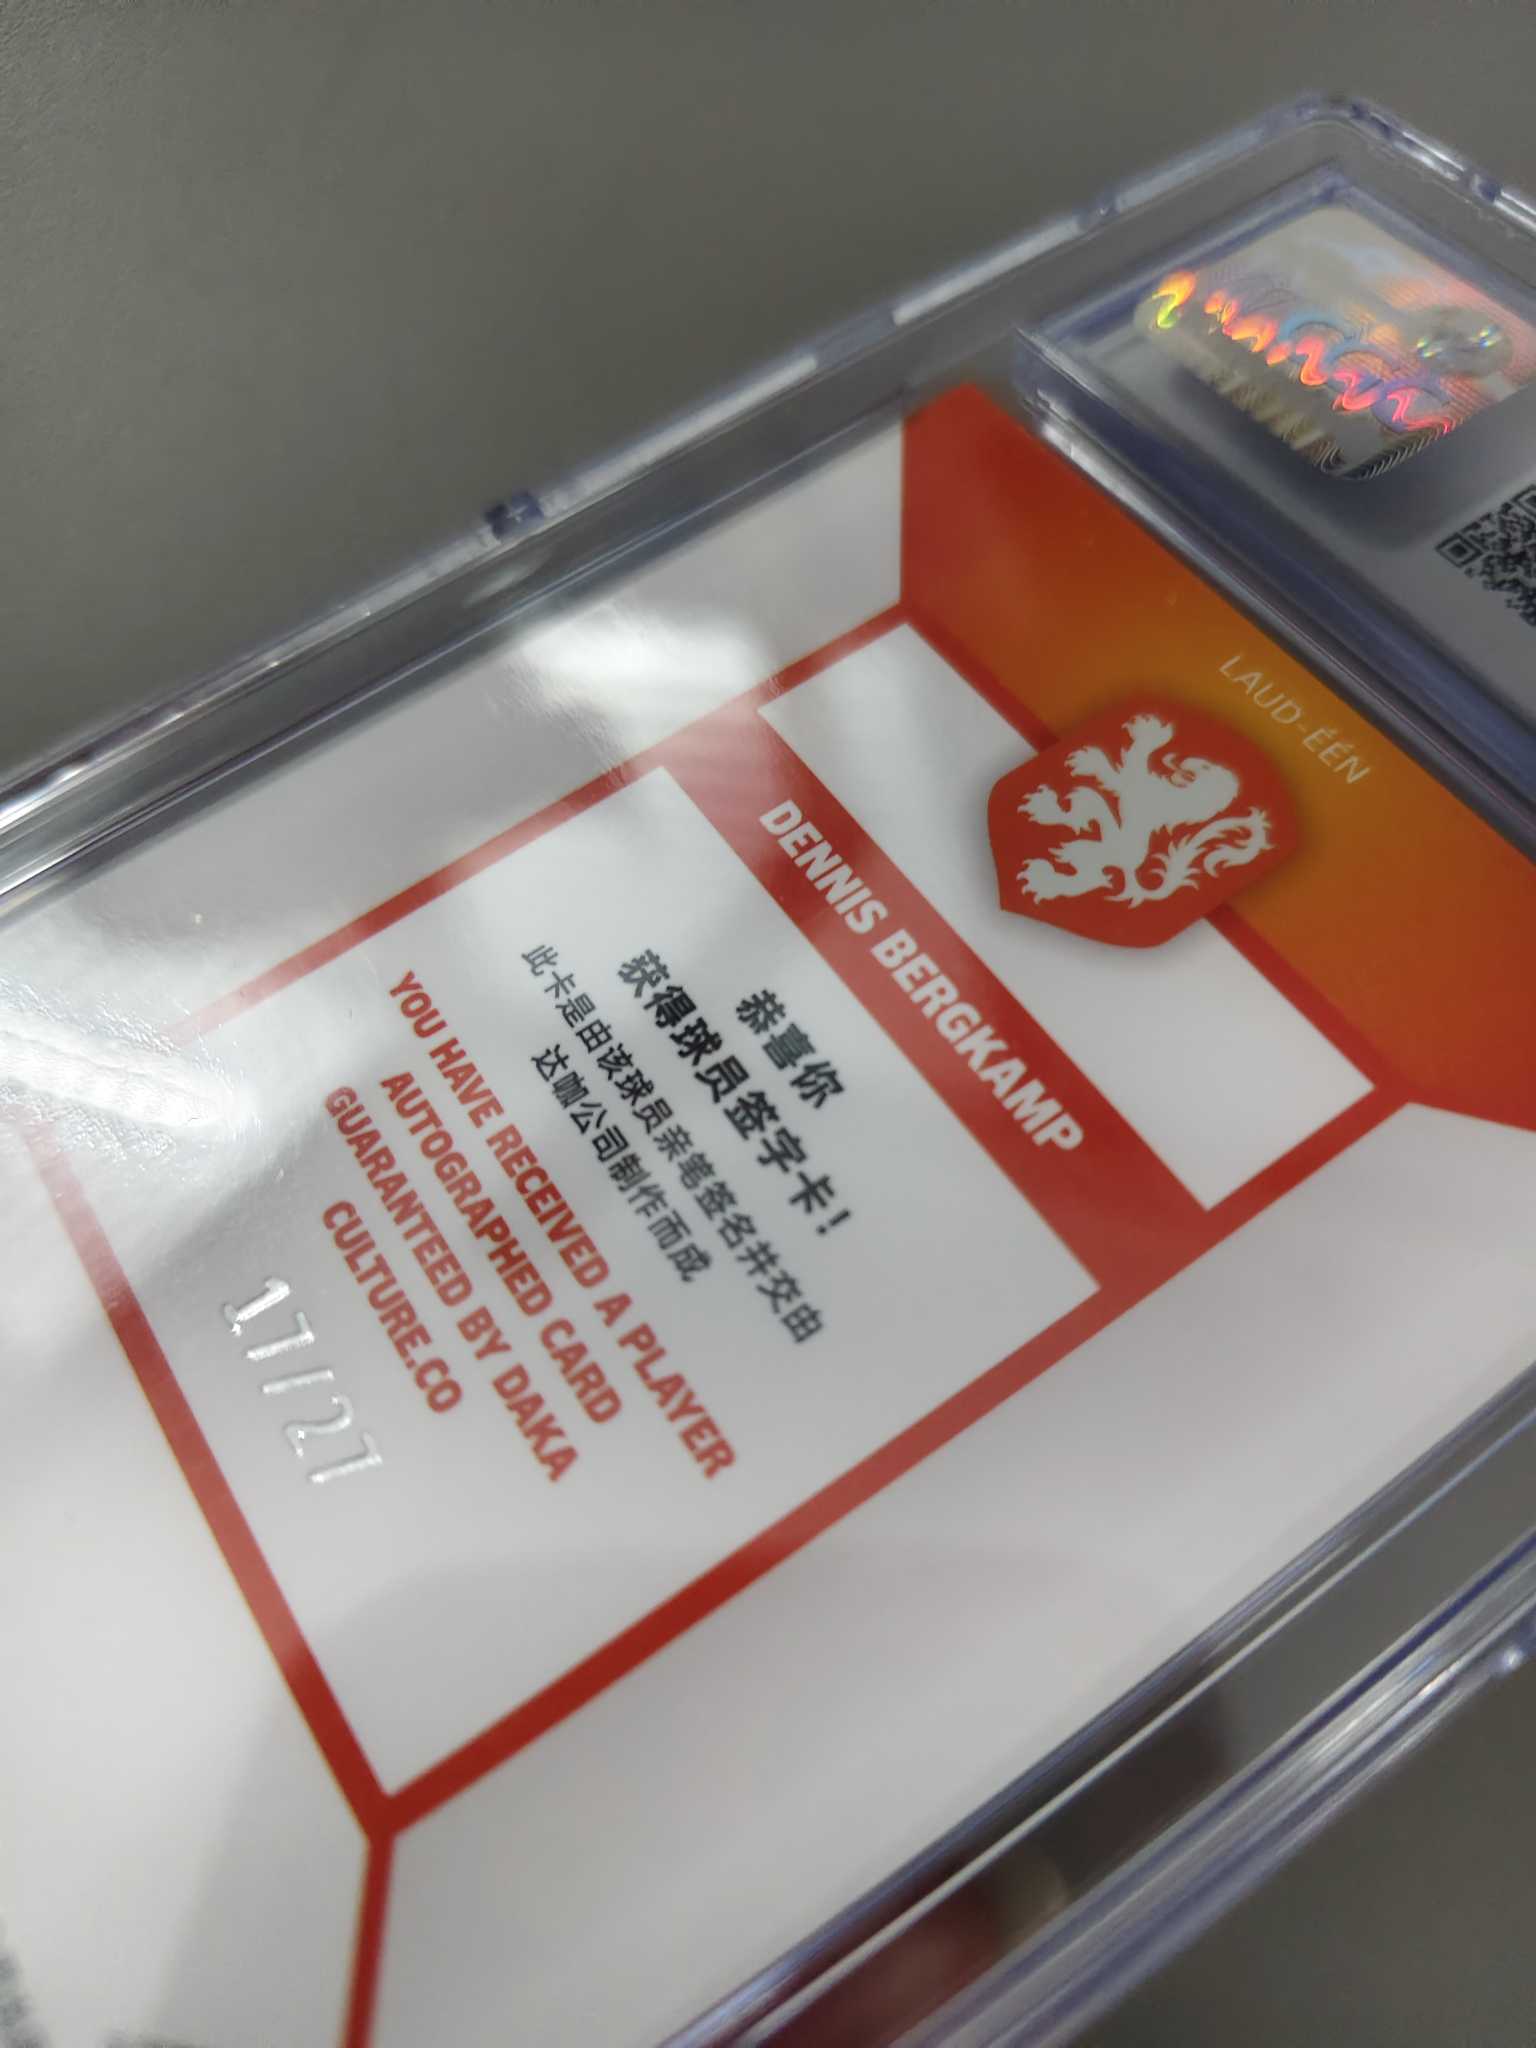 LAUD-ÉÉN
DENNIS BERGKAMP
恭喜你
获得球员签字卡!
此卡是由该球员亲笔签名并交由
达咖公司制作而成
YOU HAVE RECEIVED A PLAYER
AUTOGRAPHED CARD
GUARANTEED BY DAKA
CULTURE.CO
17/27